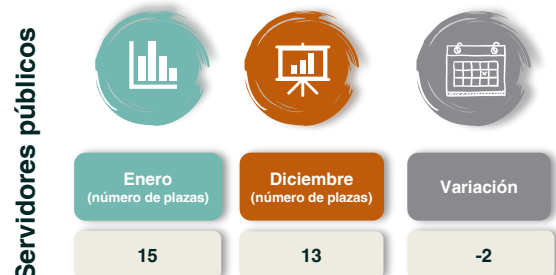 Servidores públicos
Enero
(número de plazas)
Diciembre
(número de plazas)
Variación
15
13
-2